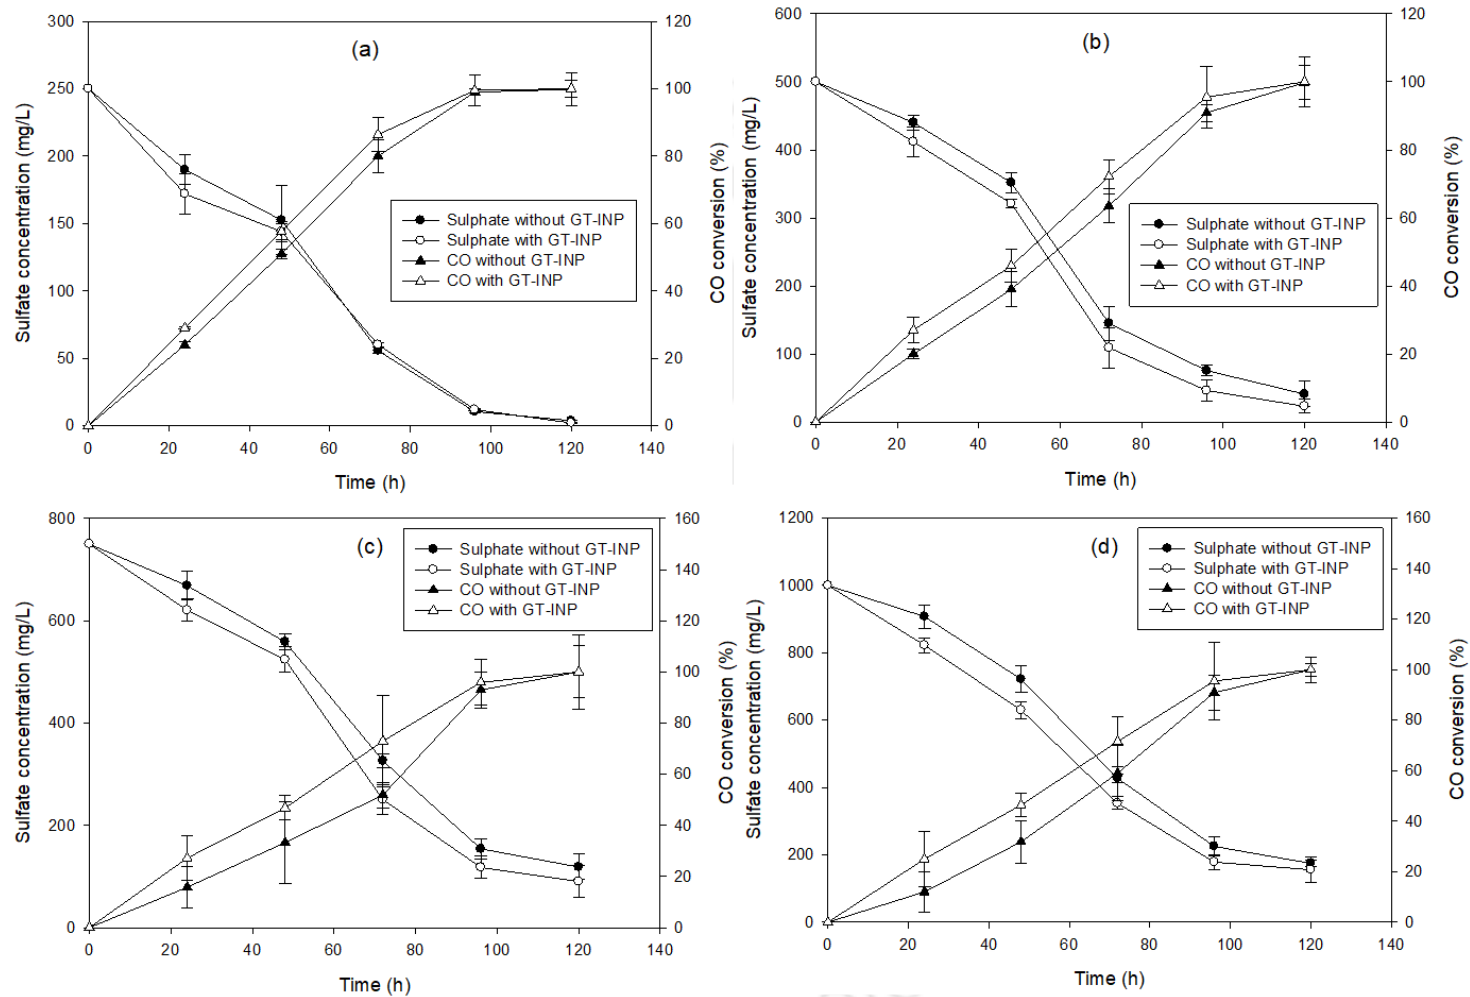 (a)
Sulfate concentration (mg/L)
300
250
200
150
100
50
0
120
100
80
60
40
20
0
CO conversion (%)
Sulphate without GT-INP
Sulphate with GT-INP
CO without GT-INP
CO with GT-INP
0 20 40 60 80 100 120 140
Time (h)
(b)
Sulfate concentration (mg/L)
600
500
400
300
200
100
0
120
100
80
60
40
20
0
CO conversion (%)
Sulphate without GT-INP
Sulphate with GT-INP
CO without GT-INP
CO with GT-INP
0 20 40 60 80 100 120 140
Time (h)
(c)
Sulfate concentration (mg/L)
800
600
400
200
0
160
140
120
100
80
60
40
20
0
CO conversion (%)
Sulphate without GT-INP
Sulphate with GT-INP
CO without GT-INP
CO with GT-INP
0 20 40 60 80 100 120 140
Time (h)
(d)
Sulfate concentration (mg/L)
1200
1000
800
600
400
200
0
160
140
120
100
80
60
40
20
0
CO conversion (%)
Sulphate without GT-INP
Sulphate with GT-INP
CO without GT-INP
CO with GT-INP
0 20 40 60 80 100 120 140
Time (h)